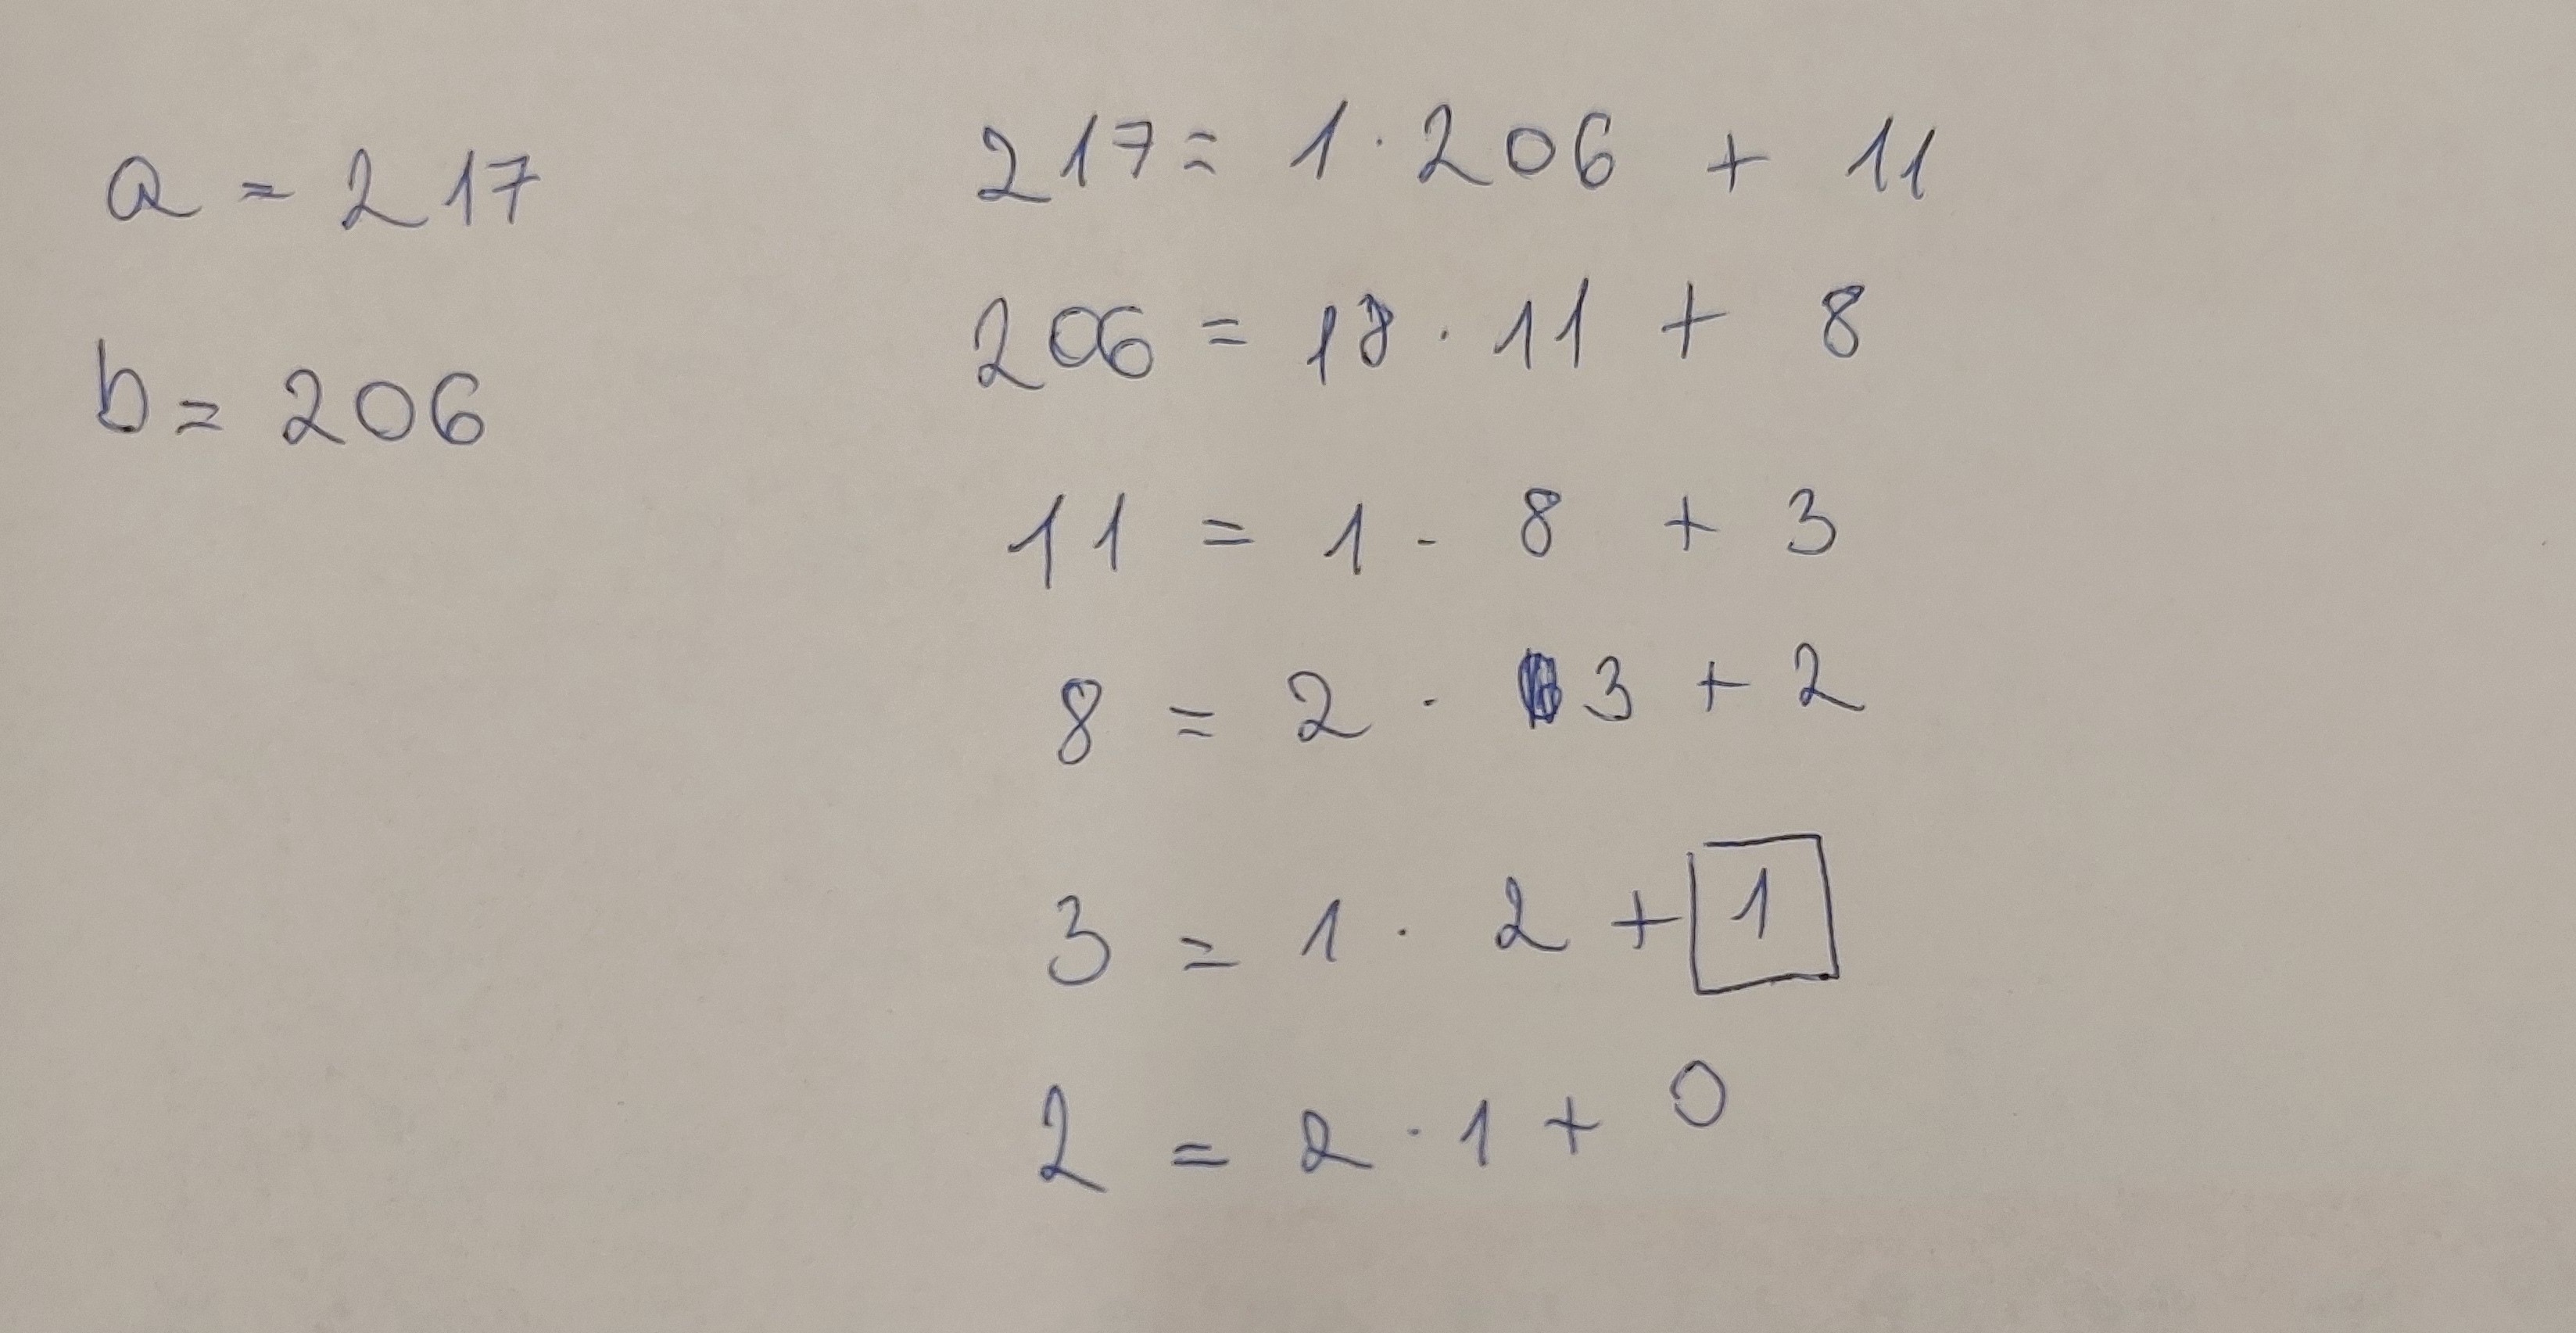 a = 217
b = 206
217 = 1 · 206 + 11
206 = 18 · 11 + 8
11 = 1 · 8 + 3
8 = 2 · 3 + 2
3 = 1 · 2 + 1
2 = 2 · 1 + 0